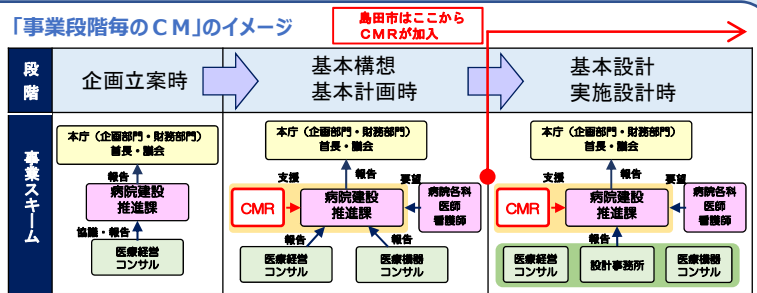 「事業段階毎のCM」のイメージ
島田市はここから
CMRが加入
段階
企画立案時
基本構想
基本計画時
基本設計
実施設計時
事業スキーム
本庁（企画部門・財務部門）
首長・議会
報告
病院建設
推進課
協議・報告
医療経営
コンサル
本庁（企画部門・財務部門）
首長・議会
支援
報告
要望
CMR
病院建設
推進課
病院各科
医師
看護師
報告
報告
医療経営
コンサル
医療機器
コンサル
本庁（企画部門・財務部門）
首長・議会
支援
報告
要望
CMR
病院建設
推進課
病院各科
医師
看護師
報告
医療経営
コンサル
設計事務所
医療機器
コンサル